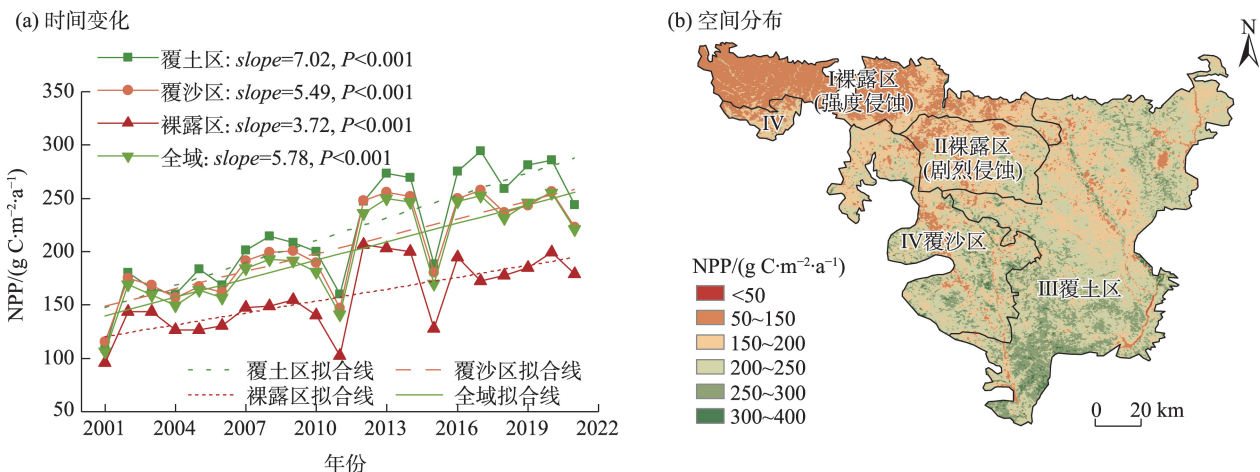 (a) 时间变化
覆土区: slope=7.02, P<0.001
覆沙区: slope=5.49, P<0.001
裸露区: slope=3.72, P<0.001
全域: slope=5.78, P<0.001
NPP/(g C·m⁻²·a⁻¹)
350
300
250
200
150
100
50
覆土区拟合线
覆沙区拟合线
裸露区拟合线
全域拟合线
2001
2004
2007
2010
2013
2016
2019
2022
年份
(b) 空间分布
N
I裸露区
(强度侵蚀)
IV
II裸露区
(剧烈侵蚀)
IV覆沙区
III覆土区
NPP/(g C·m⁻²·a⁻¹)
<50
50~150
150~200
200~250
250~300
300~400
0 20 km